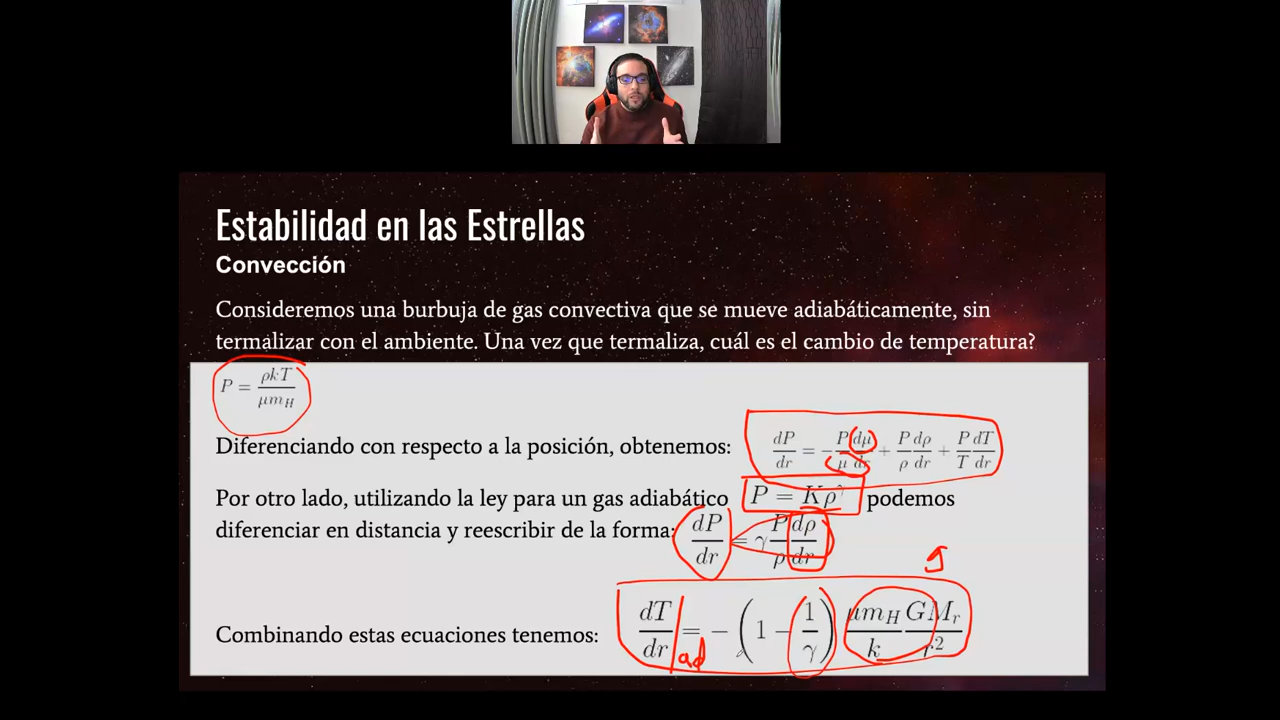 Estabilidad en las Estrellas
Convección
Consideremos una burbuja de gas convectiva que se mueve adiabáticamente, sin
termalizar con el ambiente. Una vez que termaliza, cuál es el cambio de temperatura?
P = ρkT / μm_H
Diferenciando con respecto a la posición, obtenemos: dP/dr = − P/μ dμ/dr + P/ρ dρ/dr + P/T dT/dr
Por otro lado, utilizando la ley para un gas adiabático P = Kρ^γ podemos
diferenciar en distancia y reescribir de la forma: dP/dr = γ P/ρ dρ/dr
g
Combinando estas ecuaciones tenemos: dT/dr |ad = − (1 − 1/γ) μm_H/k GM_r/r²